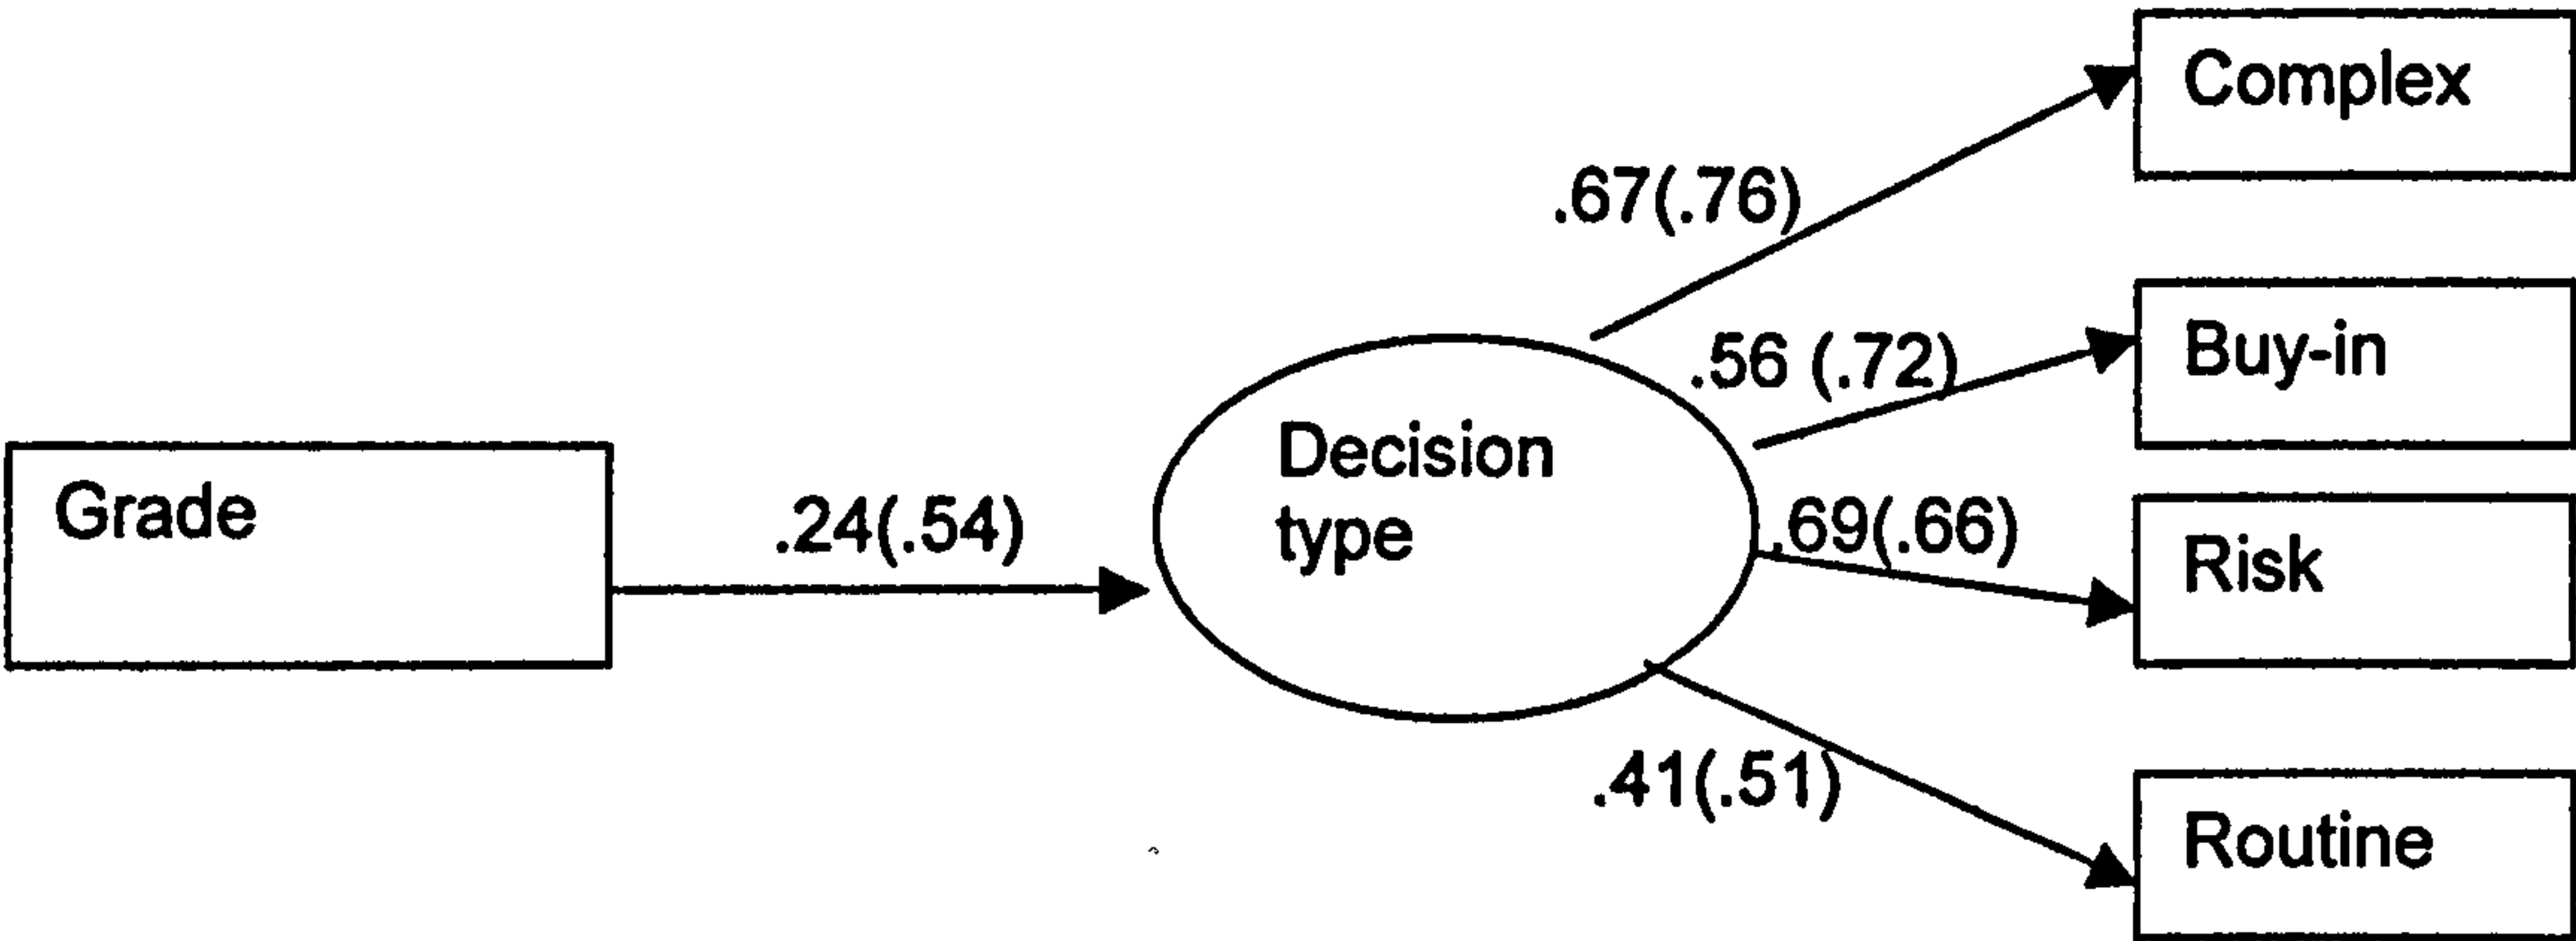 Complex
.67(.76)
Buy-in
.56 (.72)
Decision
type
Grade
.24(.54)
.69(.66)
Risk
.41(.51)
Routine